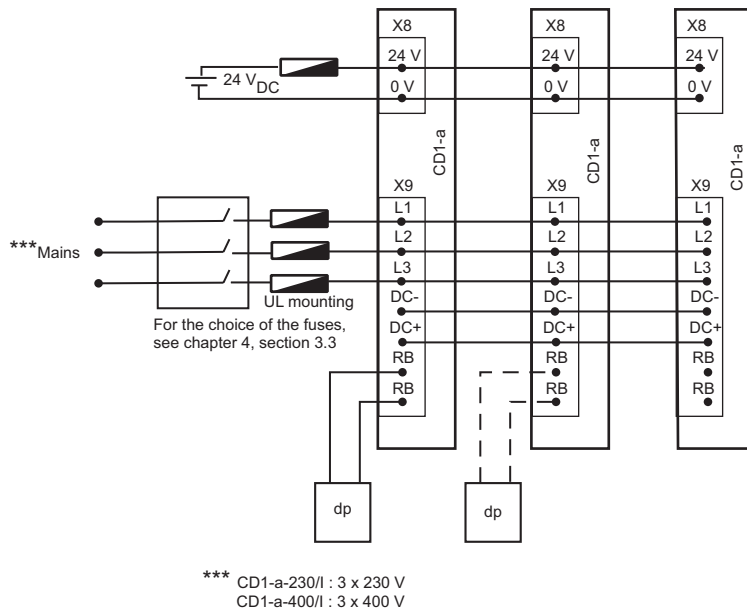 X8 X8 X8
24 V 24 V 24 V
24 V DC
0 V 0 V 0 V
CD1-a CD1-a CD1-a
X9 X9 X9
L1 L1 L1
L2 L2 L2
***Mains
L3 L3 L3
UL mounting
DC- DC- DC-
For the choice of the fuses,
see chapter 4, section 3.3
DC+ DC+ DC+
RB RB RB
RB RB RB
dp dp
*** CD1-a-230/I : 3 x 230 V
CD1-a-400/I : 3 x 400 V